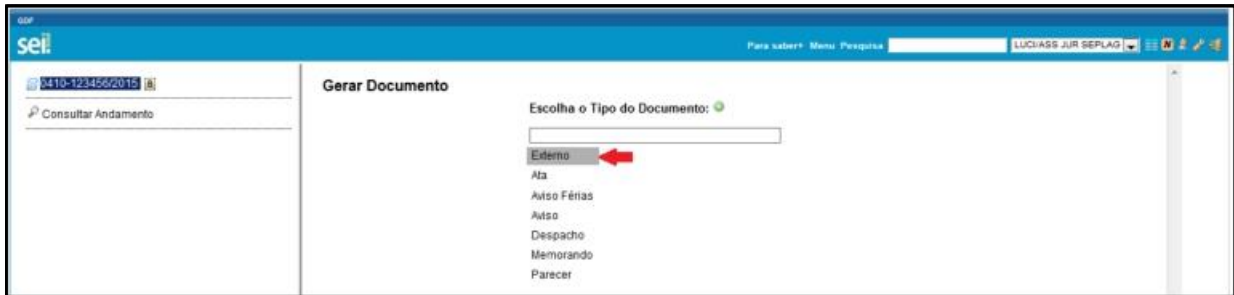 GDF
sei!
Para saber+ Menu Pesquisa
LUCI/ASS JUR SEPLAG
0410-123456/2015
Consultar Andamento
Gerar Documento
Escolha o Tipo do Documento:
Externo
Ata
Aviso Férias
Aviso
Despacho
Memorando
Parecer